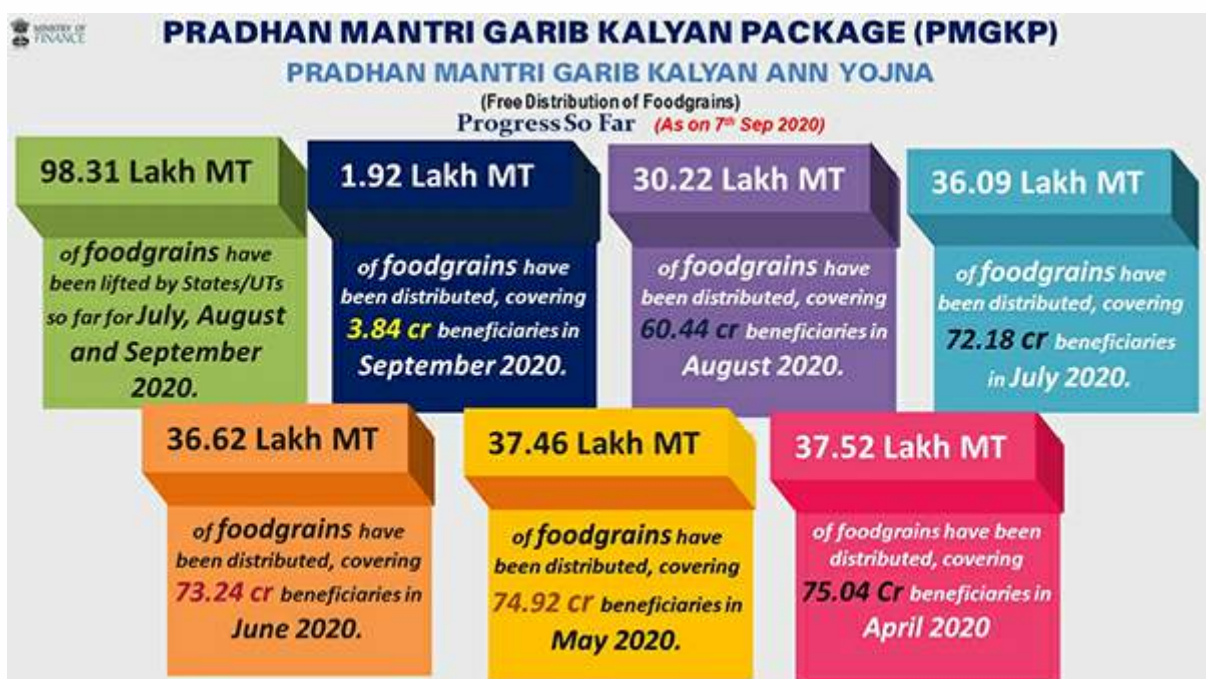 MINISTRY OF
FINANCE
PRADHAN MANTRI GARIB KALYAN PACKAGE (PMGKP)
PRADHAN MANTRI GARIB KALYAN ANN YOJNA
(Free Distribution of Foodgrains)
Progress So Far (As on 7th Sep 2020)
98.31 Lakh MT
of foodgrains have
been lifted by States/UTs
so far for July, August
and September
2020.
1.92 Lakh MT
of foodgrains have
been distributed, covering
3.84 cr beneficiaries in
September 2020.
30.22 Lakh MT
of foodgrains have
been distributed, covering
60.44 cr beneficiaries in
August 2020.
36.09 Lakh MT
of foodgrains have
been distributed, covering
72.18 cr beneficiaries
in July 2020.
36.62 Lakh MT
of foodgrains have
been distributed, covering
73.24 cr beneficiaries in
June 2020.
37.46 Lakh MT
of foodgrains have
been distributed, covering
74.92 cr beneficiaries in
May 2020.
37.52 Lakh MT
of foodgrains have been
distributed, covering
75.04 Cr beneficiaries in
April 2020